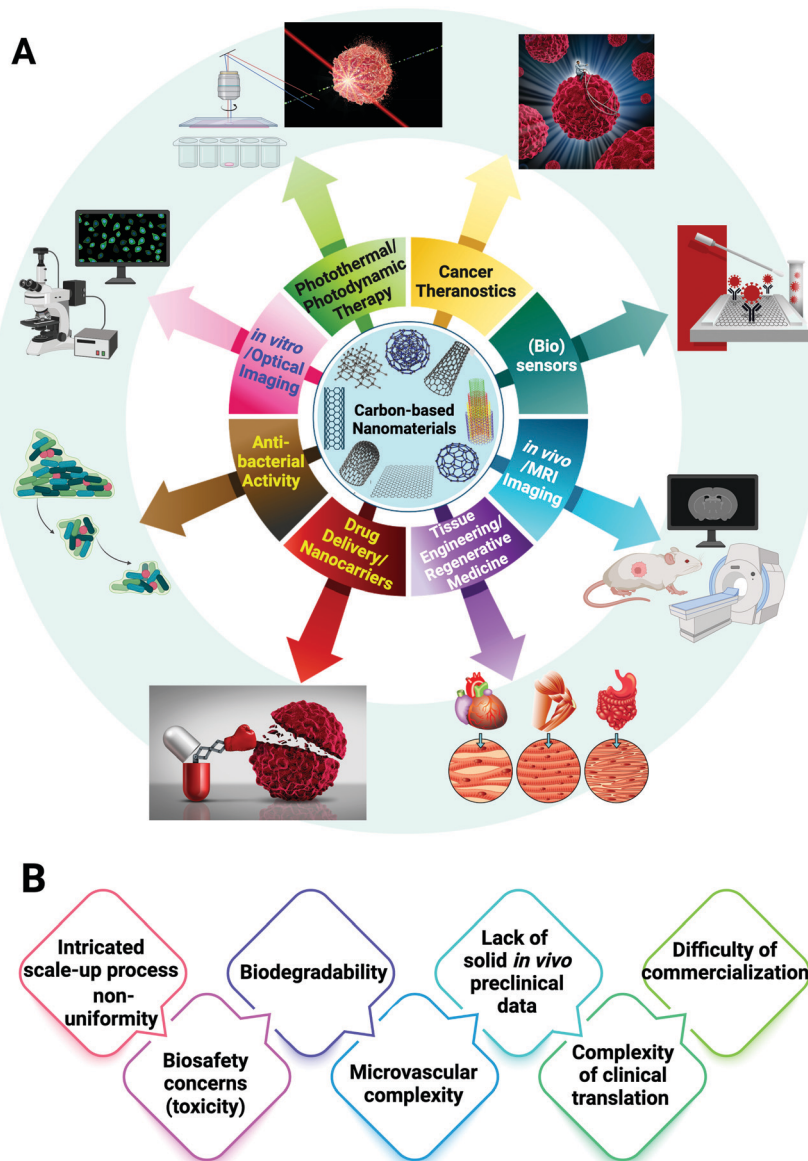 A
Photothermal/
Photodynamic
Therapy
Cancer
Theranostics
(Bio)
sensors
in vivo
/MRI
Imaging
Tissue
Engineering/
Regenerative
Medicine
Drug
Delivery/
Nanocarriers
Anti-
bacterial
Activity
in vitro
/Optical
Imaging
Carbon-based
Nanomaterials
B
Intricated
scale-up process
non-
uniformity
Biosafety
concerns
(toxicity)
Biodegradability
Microvascular
complexity
Lack of
solid in vivo
preclinical
data
Complexity
of clinical
translation
Difficulty of
commercialization